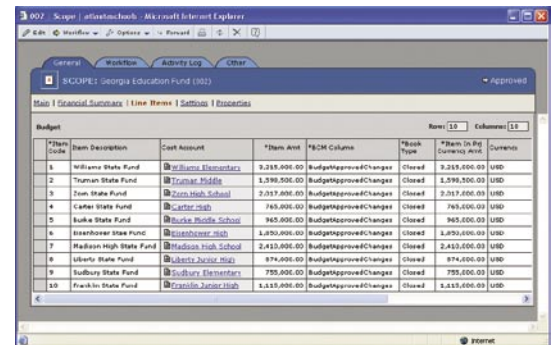 002 | Scope | atlantaschools - Microsoft Internet Explorer
Edit Workflow Options Forward
General Workflow Activity Log Other
SCOPE: Georgia Education Fund (002) Approved
Main | Financial Summary | Line Items | Settings | Properties
Budget Row: 10 Columns: 10
*Item Code Item Description Cost Account *Item Amt *BCM Column *Book Type *Item In Prj Currency Amt Currency
1 Williams State Fund Williams Elementary 3,215,000.00 BudgetApprovedChanges Closed 3,215,000.00 USD
2 Truman State Fund Truman Middle 1,598,500.00 BudgetApprovedChanges Closed 1,598,500.00 USD
3 Zorn State Fund Zorn High School 2,017,000.00 BudgetApprovedChanges Closed 2,017,000.00 USD
4 Carter State Fund Carter High 765,000.00 BudgetApprovedChanges Closed 765,000.00 USD
5 Burke State Fund Burke Middle School 965,000.00 BudgetApprovedChanges Closed 965,000.00 USD
6 Eisenhower State Fund Eisenhower High 1,850,000.00 BudgetApprovedChanges Closed 1,850,000.00 USD
7 Madison High State Fund Madison High School 2,410,000.00 BudgetApprovedChanges Closed 2,410,000.00 USD
8 Liberty State Fund Liberty Junior High 874,000.00 BudgetApprovedChanges Closed 874,000.00 USD
9 Sudbury State Fund Sudbury Elementary 755,000.00 BudgetApprovedChanges Closed 755,000.00 USD
10 Franklin State Fund Franklin Junior High 1,115,000.00 BudgetApprovedChanges Closed 1,115,000.00 USD
Internet